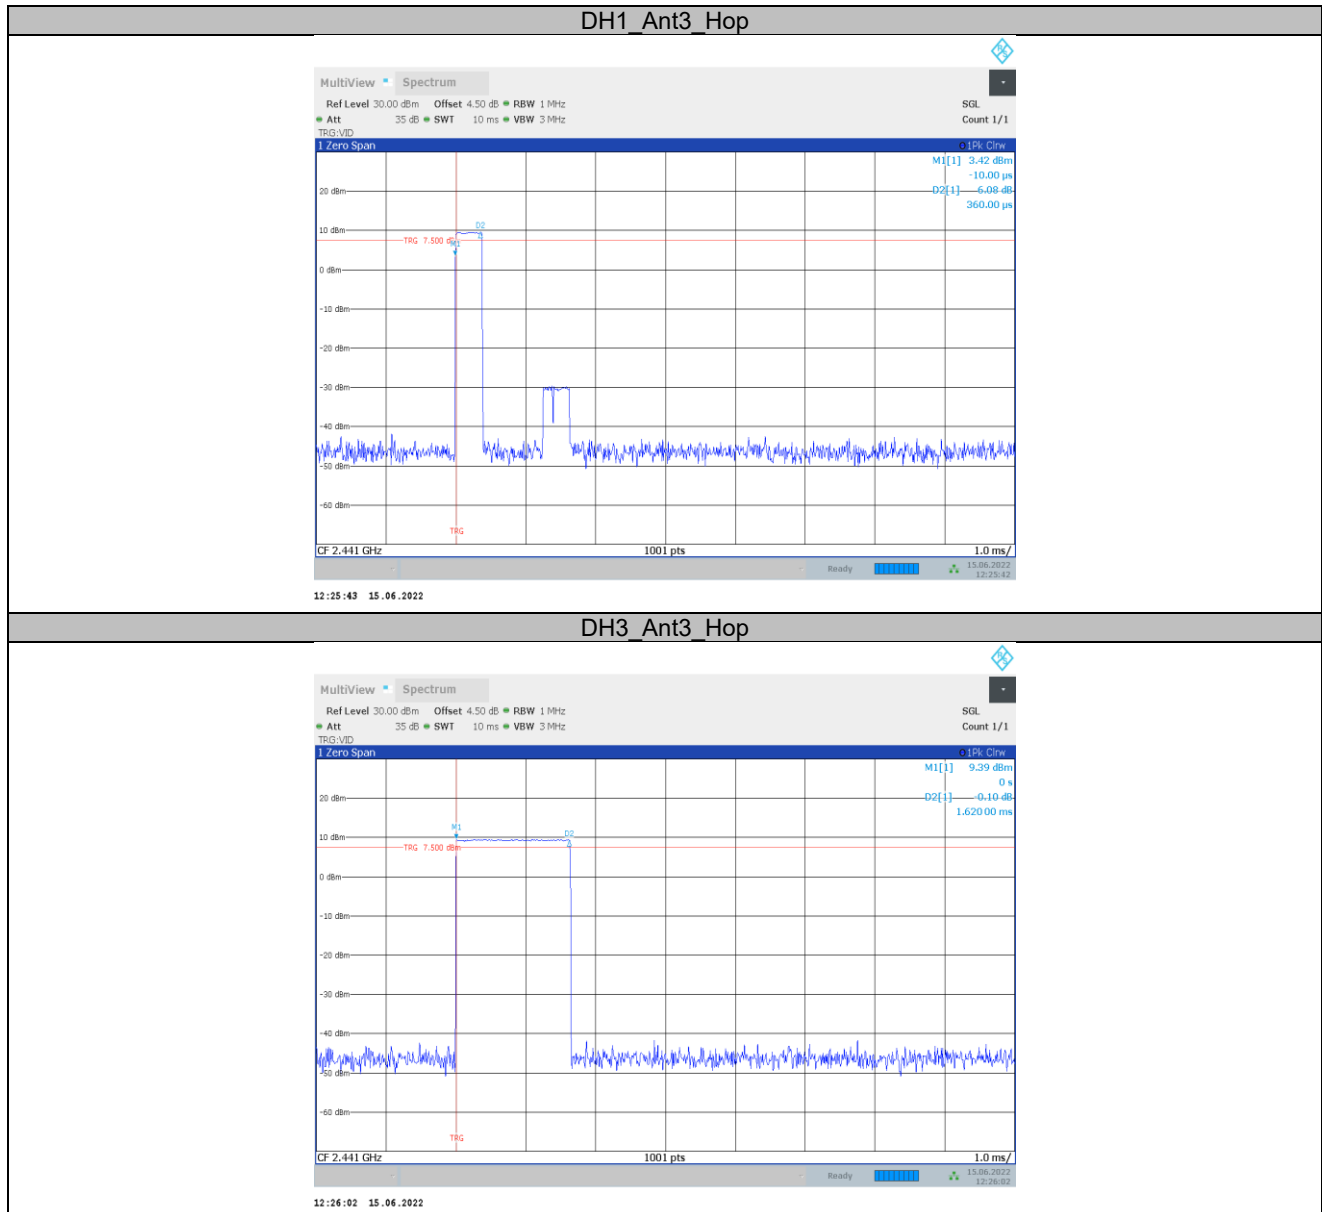 DH1_Ant3_Hop
MultiView Spectrum
Ref Level 30.00 dBm Offset 4.50 dB RBW 1 MHz SGL
Att 35 dB SWT 10 ms VBW 3 MHz Count 1/1
TRG:VID
1 Zero Span 1Pk Clrw
M1[1] 3.42 dBm
-10.00 µs
20 dBm D2[1] 6.08 dB
360.00 µs
D2
10 dBm
TRG 7.500 M1
0 dBm
-10 dBm
-20 dBm
-30 dBm
-40 dBm
-50 dBm
-60 dBm
TRG
CF 2.441 GHz 1001 pts 1.0 ms/
Ready 15.06.2022
12:25:42
12:25:43 15.06.2022
DH3_Ant3_Hop
MultiView Spectrum
Ref Level 30.00 dBm Offset 4.50 dB RBW 1 MHz SGL
Att 35 dB SWT 10 ms VBW 3 MHz Count 1/1
TRG:VID
1 Zero Span 1Pk Clrw
M1[1] 9.39 dBm
0 s
20 dBm D2[1] -0.10 dB
1.62000 ms
M1
10 dBm D2
TRG 7.500 dBm
0 dBm
-10 dBm
-20 dBm
-30 dBm
-40 dBm
-50 dBm
-60 dBm
TRG
CF 2.441 GHz 1001 pts 1.0 ms/
Ready 15.06.2022
12:26:02
12:26:02 15.06.2022